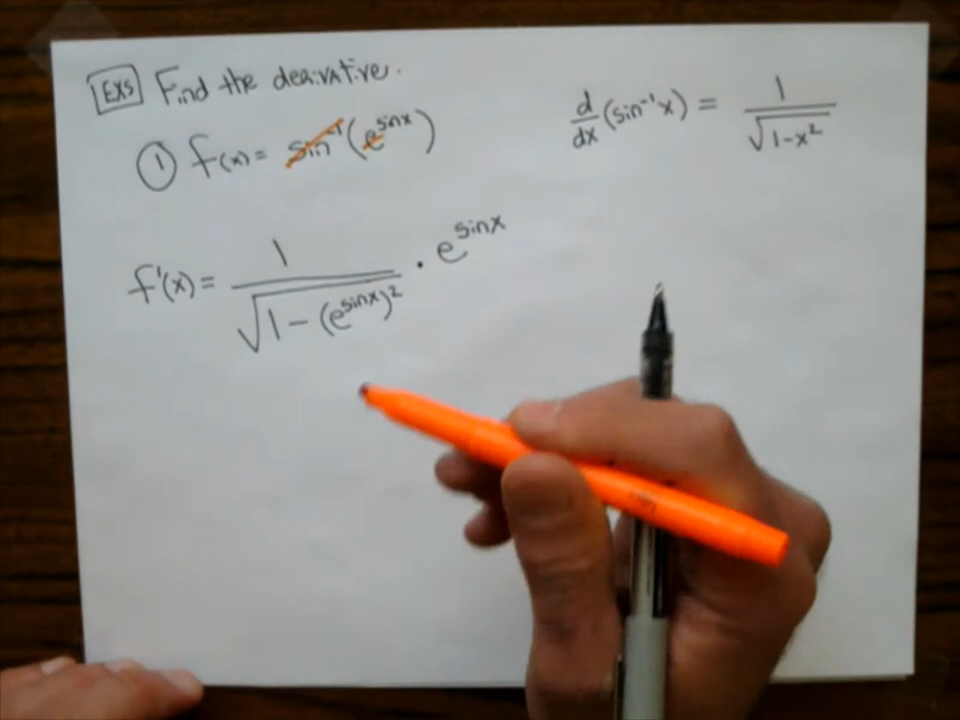 EXS Find the derivative.
① f(x) = sin⁻¹(e^sinx)
d/dx (sin⁻¹x) = 1/√(1-x²)
f'(x) = 1/√(1-(e^sinx)²) · e^sinx